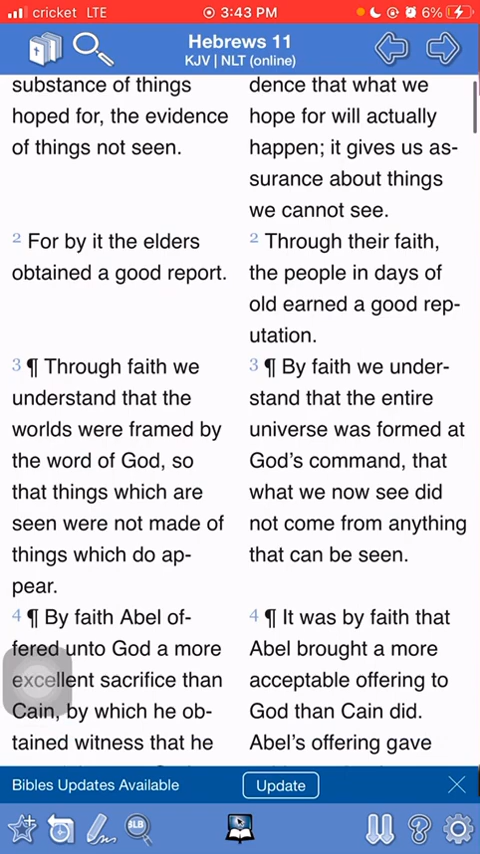 cricket LTE 3:43 PM 6%
Hebrews 11
KJV | NLT (online)
substance of things
hoped for, the evidence
of things not seen.
2 For by it the elders
obtained a good report.
3 ¶ Through faith we
understand that the
worlds were framed by
the word of God, so
that things which are
seen were not made of
things which do ap-
pear.
4 ¶ By faith Abel of-
fered unto God a more
excellent sacrifice than
Cain, by which he ob-
tained witness that he
dence that what we
hope for will actually
happen; it gives us as-
surance about things
we cannot see.
2 Through their faith,
the people in days of
old earned a good rep-
utation.
3 ¶ By faith we under-
stand that the entire
universe was formed at
God's command, that
what we now see did
not come from anything
that can be seen.
4 ¶ It was by faith that
Abel brought a more
acceptable offering to
God than Cain did.
Abel's offering gave
Bibles Updates Available Update
BLB